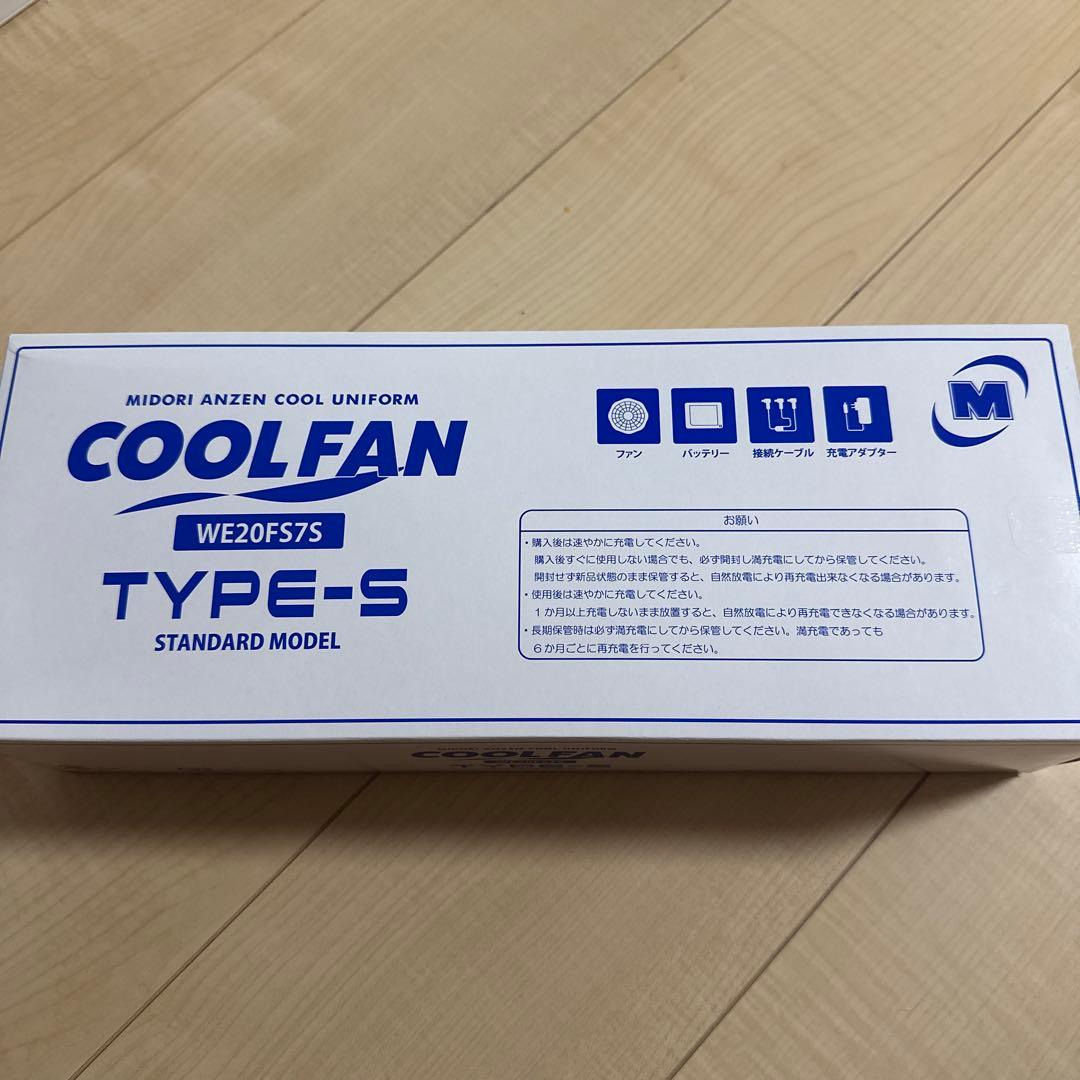 MIDORI ANZEN COOL UNIFORM
COOLFAN
WE20FS7S
TYPE-S
STANDARD MODEL
ファン
バッテリー
接続ケーブル
充電アダプター
M
お願い
・購入後は速やかに充電してください。
購入後すぐに使用しない場合でも、必ず開封し満充電にしてから保管してください。
開封せず新品状態のまま保管すると、自然放電により再充電出来なくなる場合があります。
・使用後は速やかに充電してください。
1か月以上充電しないまま放置すると、自然放電により再充電できなくなる場合があります。
・長期保管時は必ず満充電にしてから保管してください。満充電であっても
6か月ごとに再充電を行ってください。
MIDORI ANZEN COOL UNIFORM
COOLFAN
TYPE-S